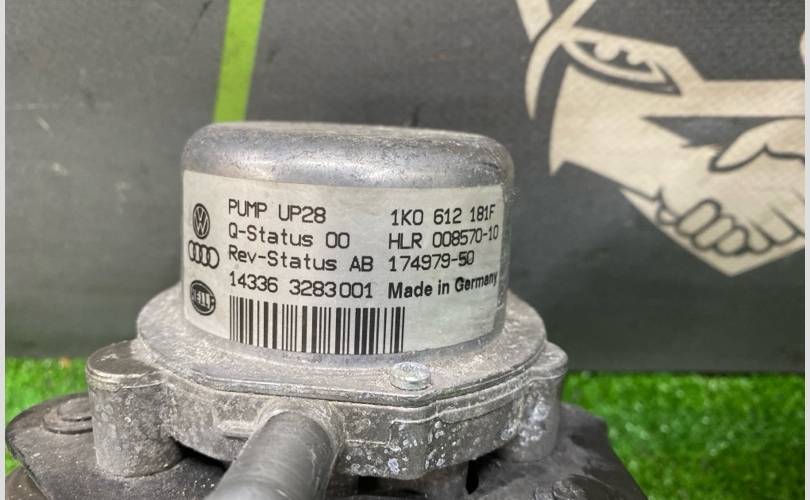 PUMP UP28 1K0 612 181F
Q-Status 00 HLR 008570-10
Rev-Status AB 174979-50
14336 3283001 Made in Germany
HELLA